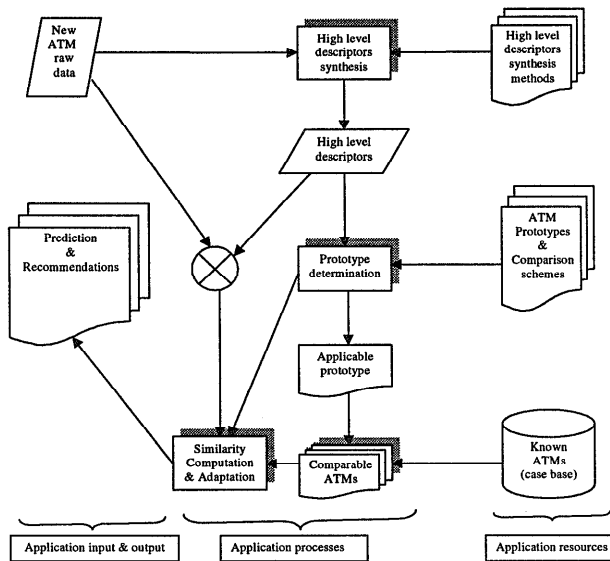 New
ATM
raw
data
High level
descriptors
synthesis
High level
descriptors
synthesis
methods
High level
descriptors
Prediction
&
Recommendations
Prototype
determination
ATM
Prototypes
&
Comparison
schemes
Applicable
prototype
Similarity
Computation
& Adaptation
Comparable
ATMs
Known
ATMs
(case base)
Application input & output
Application processes
Application resources